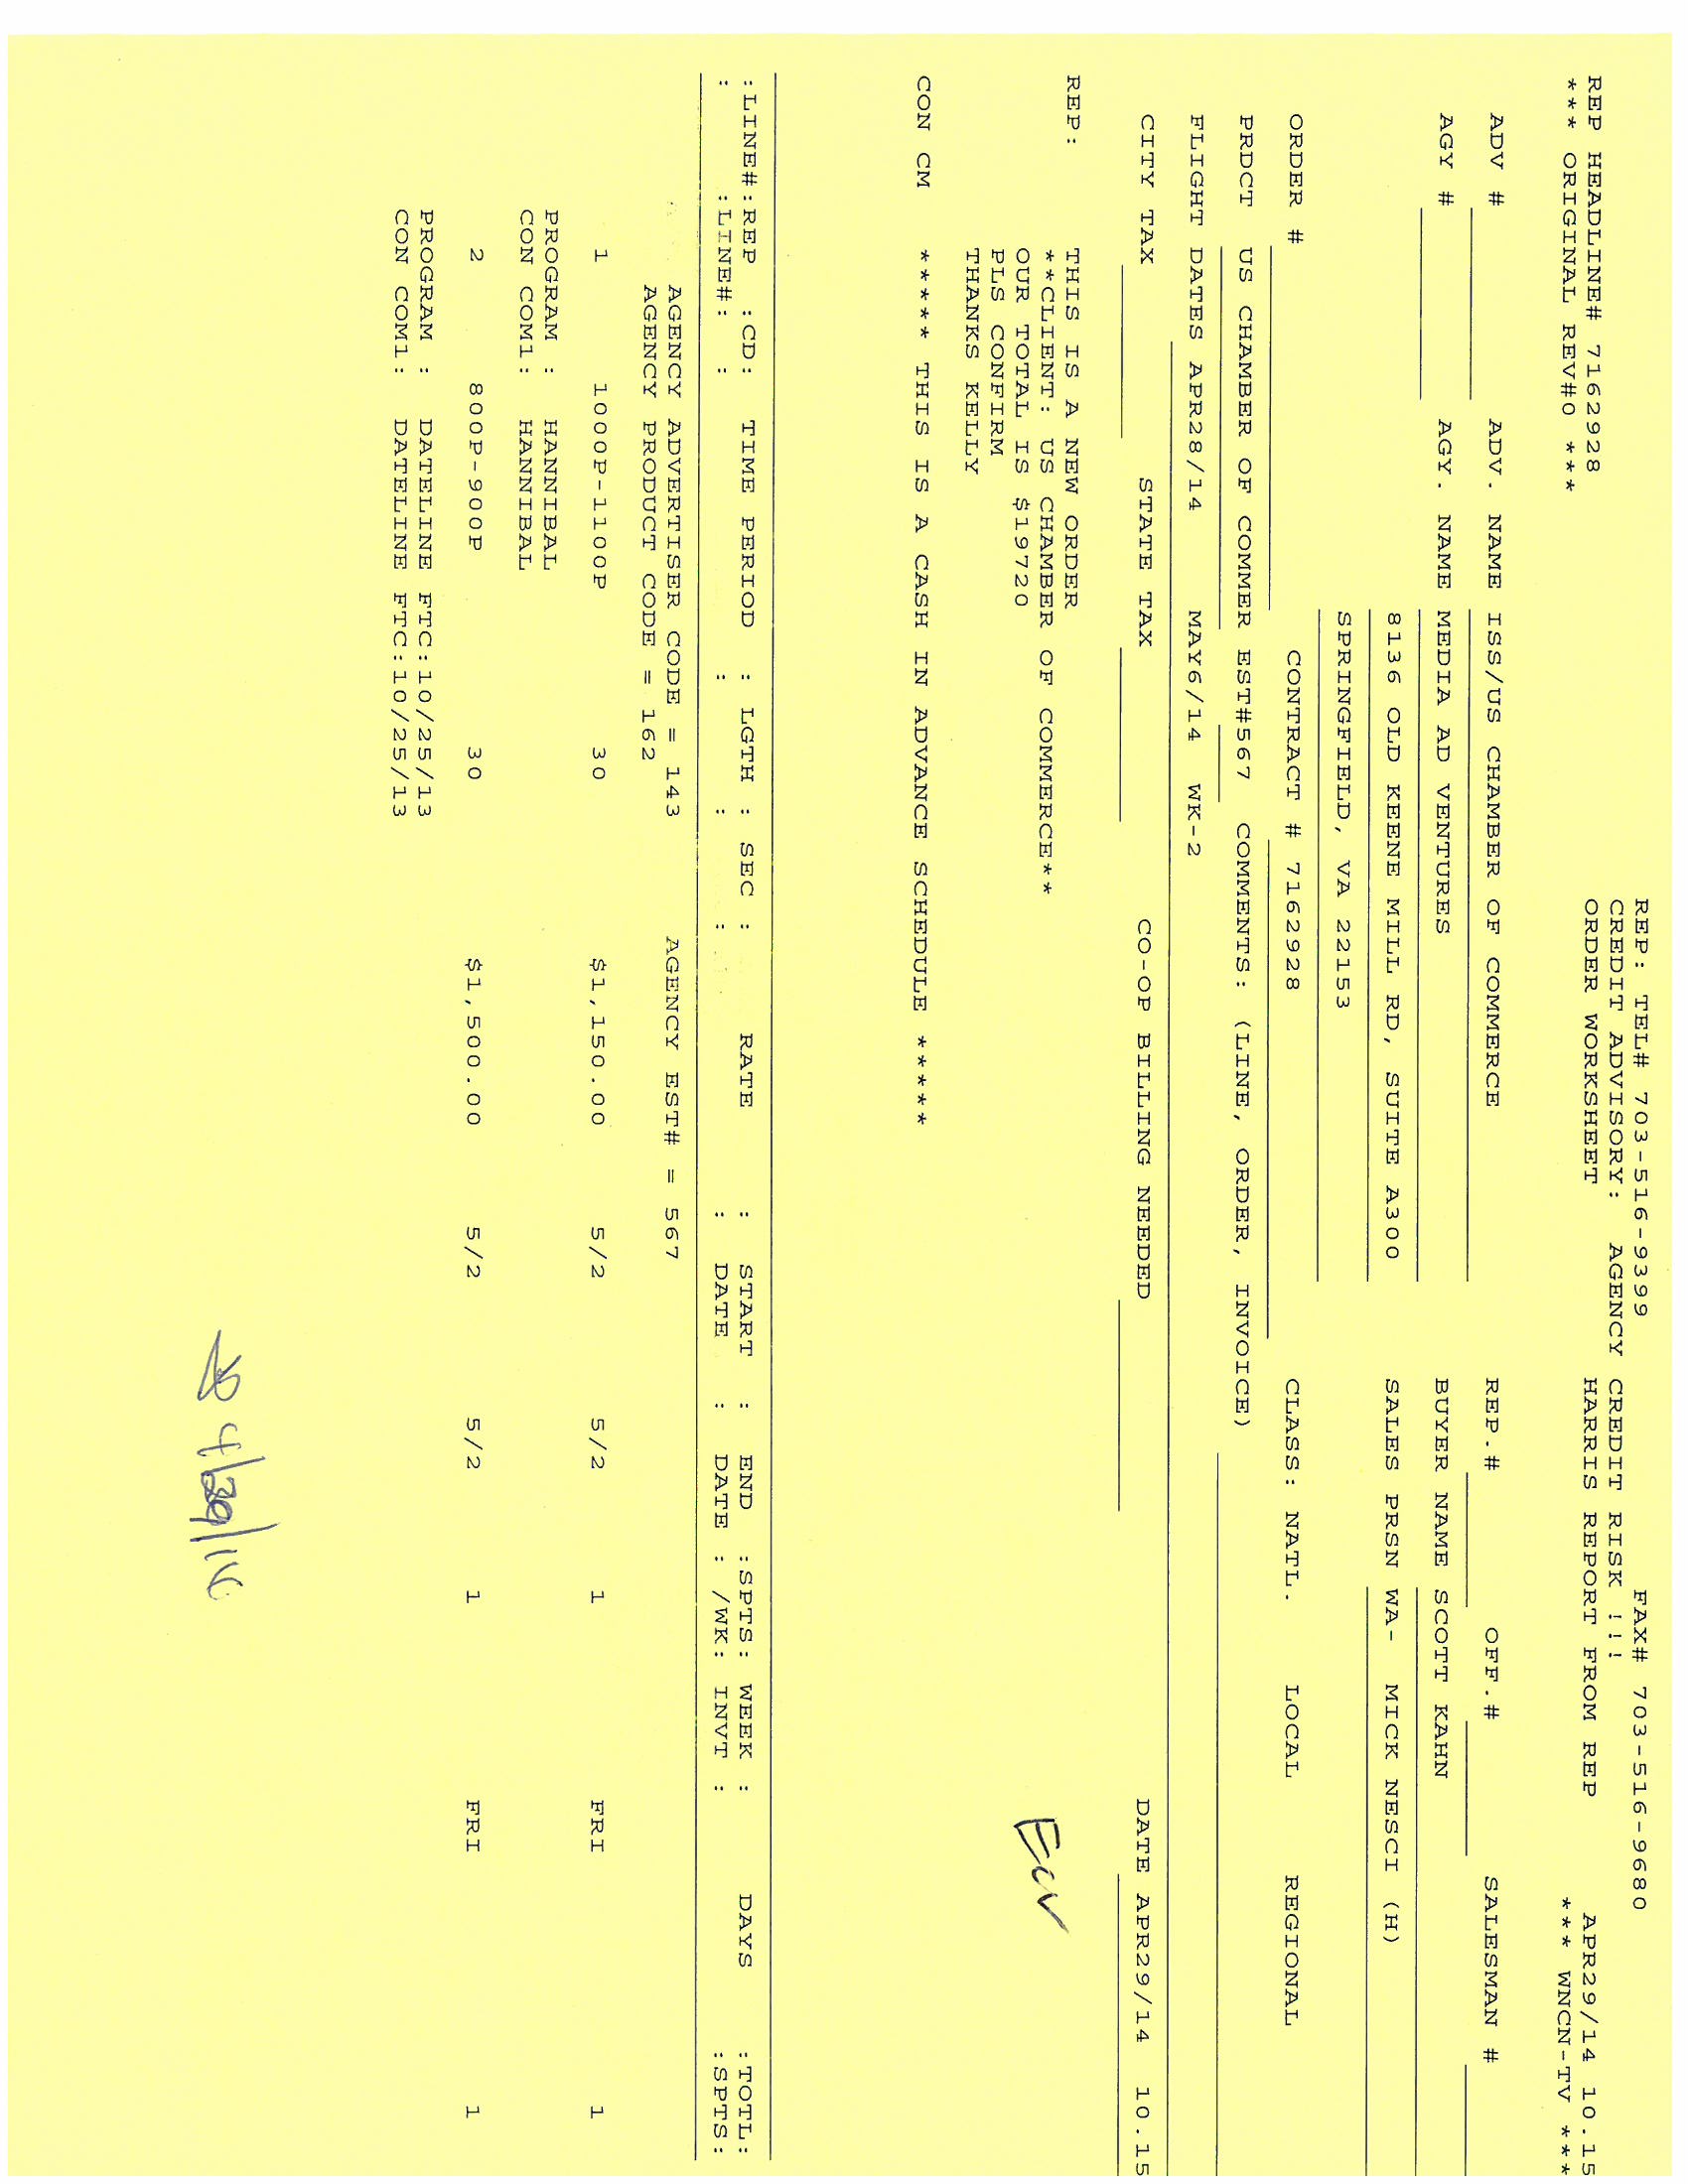 REP: TEL# 703-516-9399 FAX# 703-516-9680
CREDIT ADVISORY: AGENCY CREDIT RISK !!!
REP HEADLINE# 7162928 ORDER WORKSHEET HARRIS REPORT FROM REP APR29/14 10.15
*** ORIGINAL REV#0 *** *** WNCN-TV ***
ADV # ADV. NAME ISS/US CHAMBER OF COMMERCE REP.# OFF.# SALESMAN #
AGY # AGY. NAME MEDIA AD VENTURES BUYER NAME SCOTT KAHN
8136 OLD KEENE MILL RD, SUITE A300 SALES PRSN WA- MICK NESCI (H)
SPRINGFIELD, VA 22153
ORDER # CONTRACT # 7162928 CLASS: NATL. LOCAL REGIONAL
PRDCT US CHAMBER OF COMMER EST#567 COMMENTS: (LINE, ORDER, INVOICE)
FLIGHT DATES APR28/14 MAY6/14 WK-2
CITY TAX STATE TAX CO-OP BILLING NEEDED DATE APR29/14 10.15
REP: THIS IS A NEW ORDER
**CLIENT: US CHAMBER OF COMMERCE**
OUR TOTAL IS $19720
PLS CONFIRM
THANKS KELLY
CON CM ***** THIS IS A CASH IN ADVANCE SCHEDULE *****
:LINE#:REP :CD: TIME PERIOD : LGTH : SEC : RATE : START : END :SPTS: WEEK : DAYS :TOTL:
: :LINE#: : : : : : DATE : DATE : /WK: INVT : :SPTS:
AGENCY ADVERTISER CODE = 143 AGENCY EST# = 567
AGENCY PRODUCT CODE = 162
1 1000P-1100P 30 $1,150.00 5/2 5/2 1 FRI 1
PROGRAM : HANNIBAL
CON COM1: HANNIBAL
2 800P-900P 30 $1,500.00 5/2 5/2 1 FRI 1
PROGRAM : DATELINE FTC:10/25/13
CON COM1: DATELINE FTC:10/25/13
4/30/14